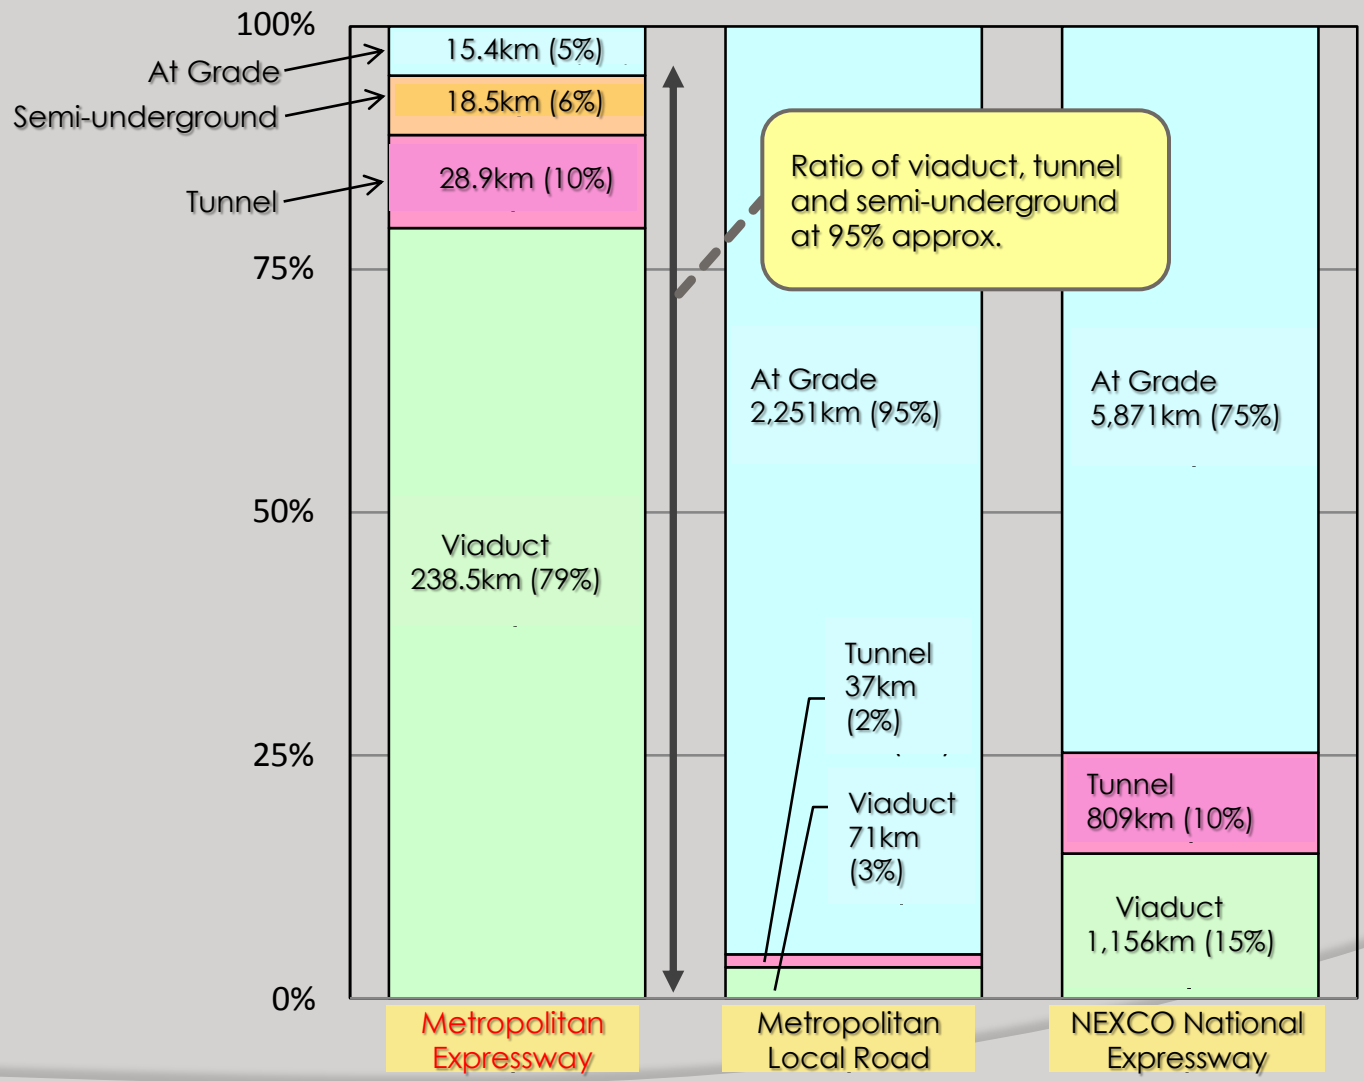 100%
15.4km (5%)
At Grade
18.5km (6%)
Semi-underground
28.9km (10%)
Tunnel
Ratio of viaduct, tunnel
and semi-underground
at 95% approx.
75%
At Grade
2,251km (95%)
At Grade
5,871km (75%)
50%
Viaduct
238.5km (79%)
Tunnel
37km
(2%)
25%
Viaduct
71km
(3%)
Tunnel
809km (10%)
Viaduct
1,156km (15%)
0%
Metropolitan
Expressway
Metropolitan
Local Road
NEXCO National
Expressway